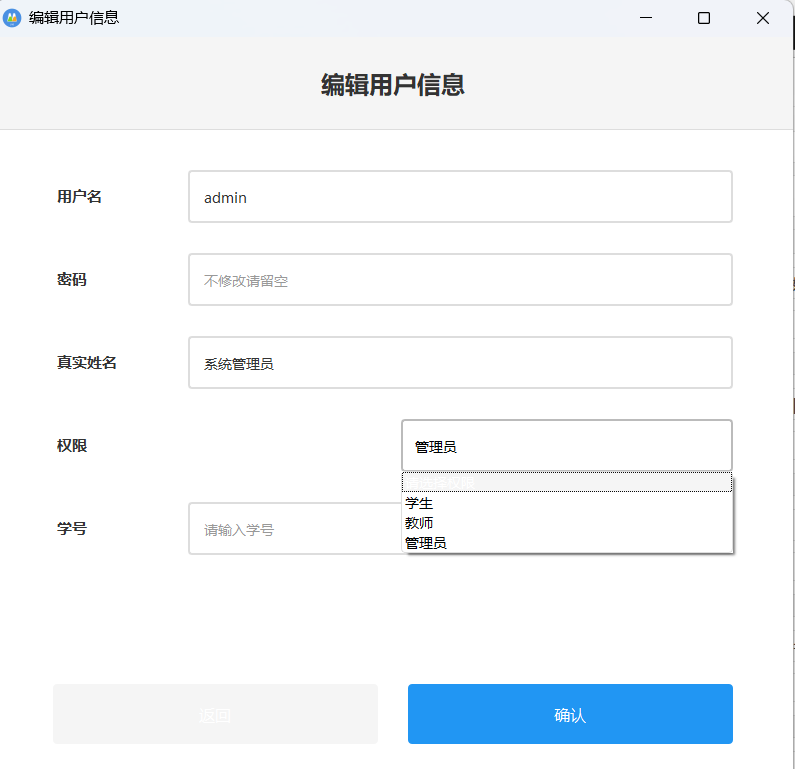 编辑用户信息
编辑用户信息
用户名
admin
密码
不修改请留空
真实姓名
系统管理员
权限
管理员
学生
教师
管理员
学号
请输入学号
返回
确认